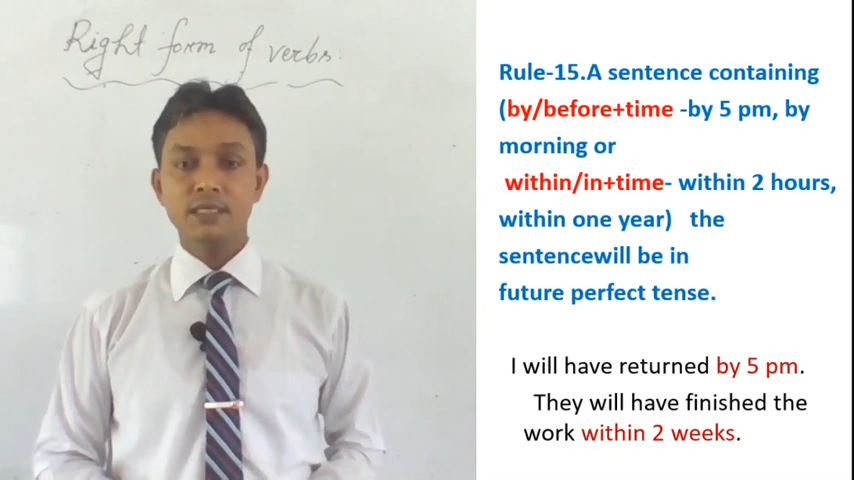 Right form of verbs:
Rule-15.A sentence containing
(by/before+time -by 5 pm, by
morning or
within/in+time- within 2 hours,
within one year) the
sentencewill be in
future perfect tense.
I will have returned by 5 pm.
They will have finished the
work within 2 weeks.